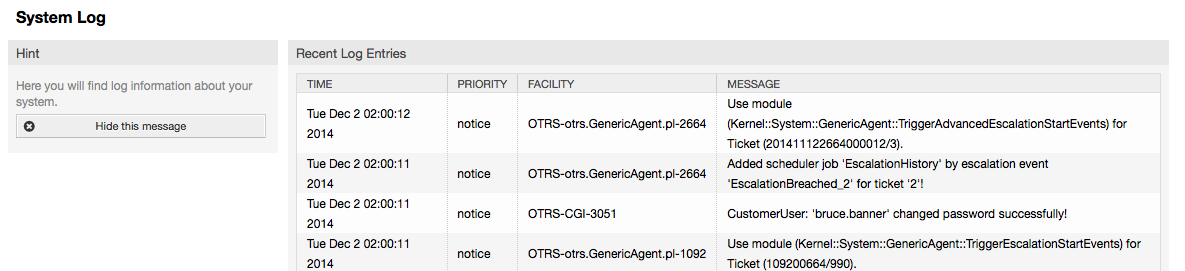 System Log
Hint
Here you will find log information about your
system.
Hide this message
Recent Log Entries
TIME PRIORITY FACILITY MESSAGE
Tue Dec 2 02:00:12
2014
notice
OTRS-otrs.GenericAgent.pl-2664
Use module
(Kernel::System::GenericAgent::TriggerAdvancedEscalationStartEvents) for
Ticket (201411122664000012/3).
Tue Dec 2 02:00:11
2014
notice
OTRS-otrs.GenericAgent.pl-2664
Added scheduler job 'EscalationHistory' by escalation event
'EscalationBreached_2' for ticket '2'!
Tue Dec 2 02:00:11
2014
notice
OTRS-CGI-3051
CustomerUser: 'bruce.banner' changed password successfully!
Tue Dec 2 02:00:11
2014
notice
OTRS-otrs.GenericAgent.pl-1092
Use module (Kernel::System::GenericAgent::TriggerEscalationStartEvents) for
Ticket (109200664/990).